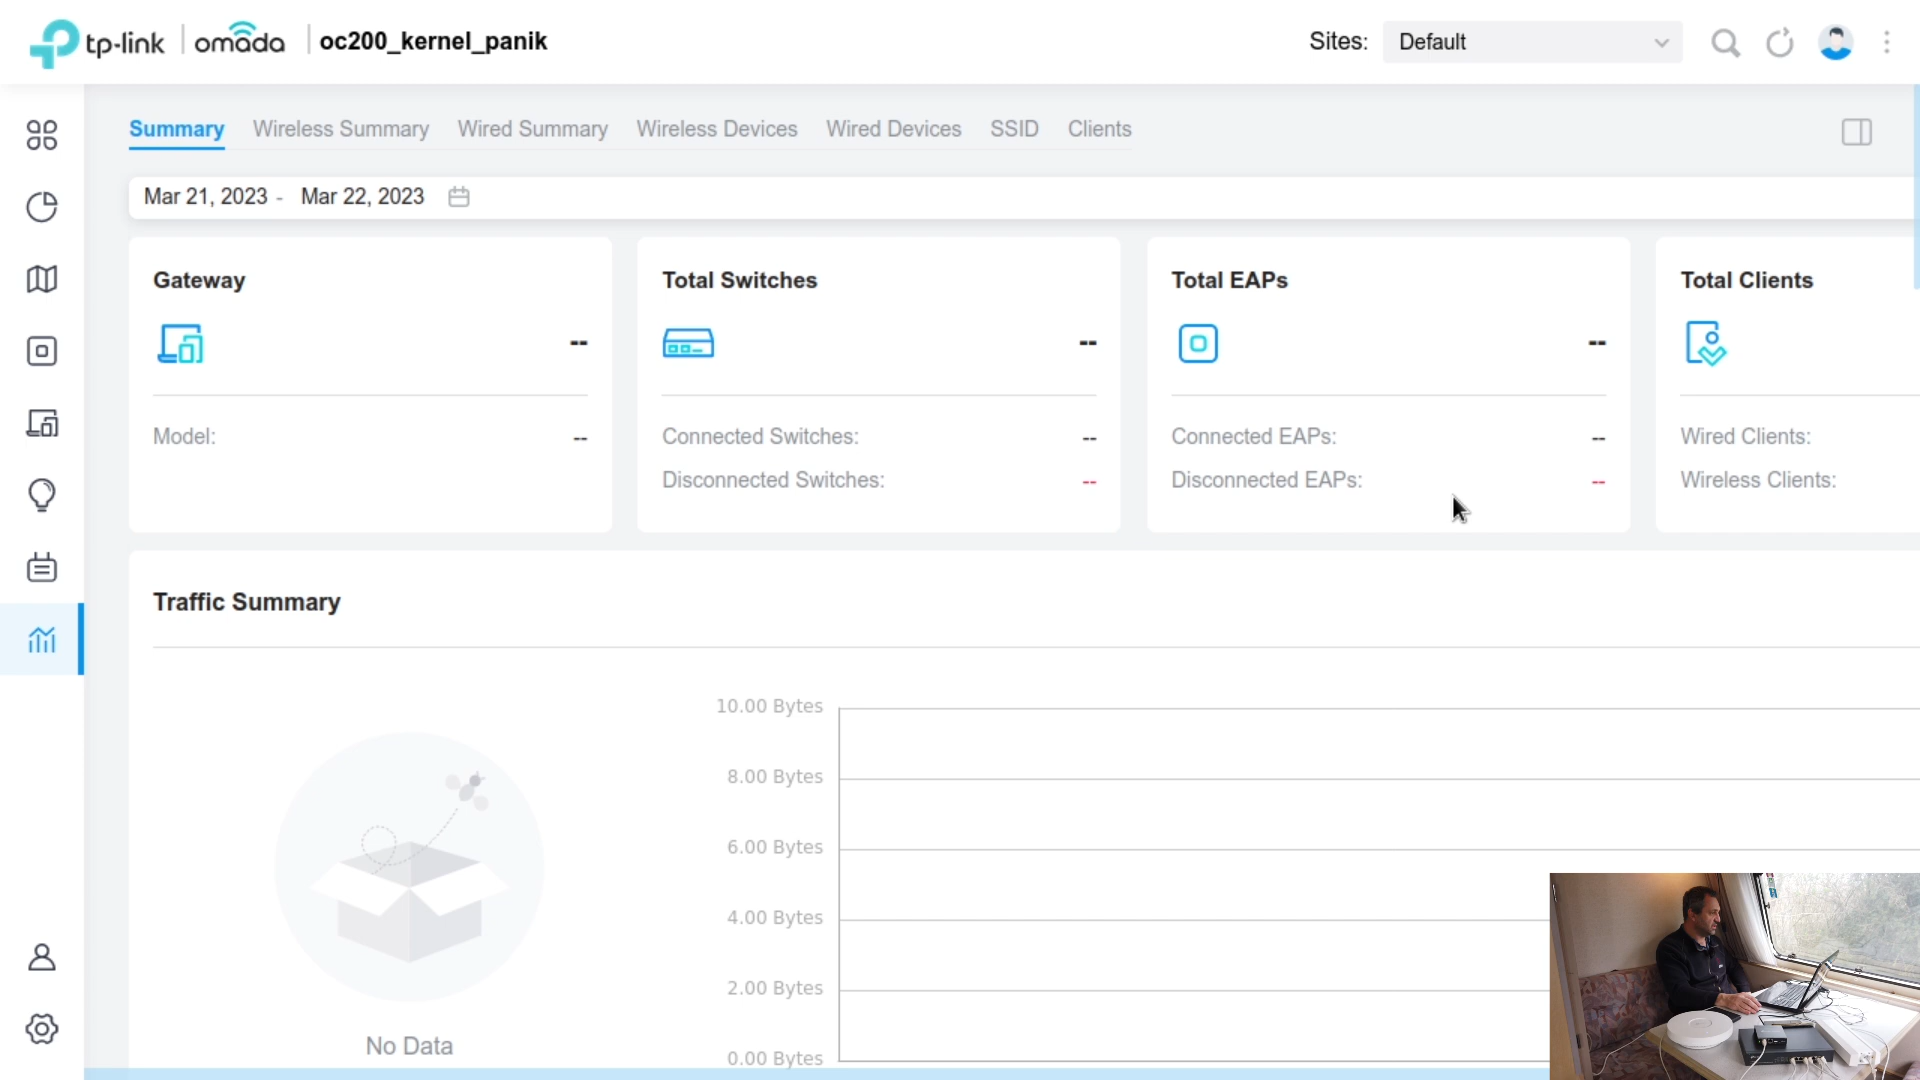 tp-link | omada | oc200_kernel_panik
Sites: Default
Summary Wireless Summary Wired Summary Wireless Devices Wired Devices SSID Clients
Mar 21, 2023 - Mar 22, 2023
Gateway
--
Model: --
Total Switches
--
Connected Switches: --
Disconnected Switches: --
Total EAPs
--
Connected EAPs: --
Disconnected EAPs: --
Total Clients
Wired Clients:
Wireless Clients:
Traffic Summary
10.00 Bytes
8.00 Bytes
6.00 Bytes
4.00 Bytes
2.00 Bytes
0.00 Bytes
No Data